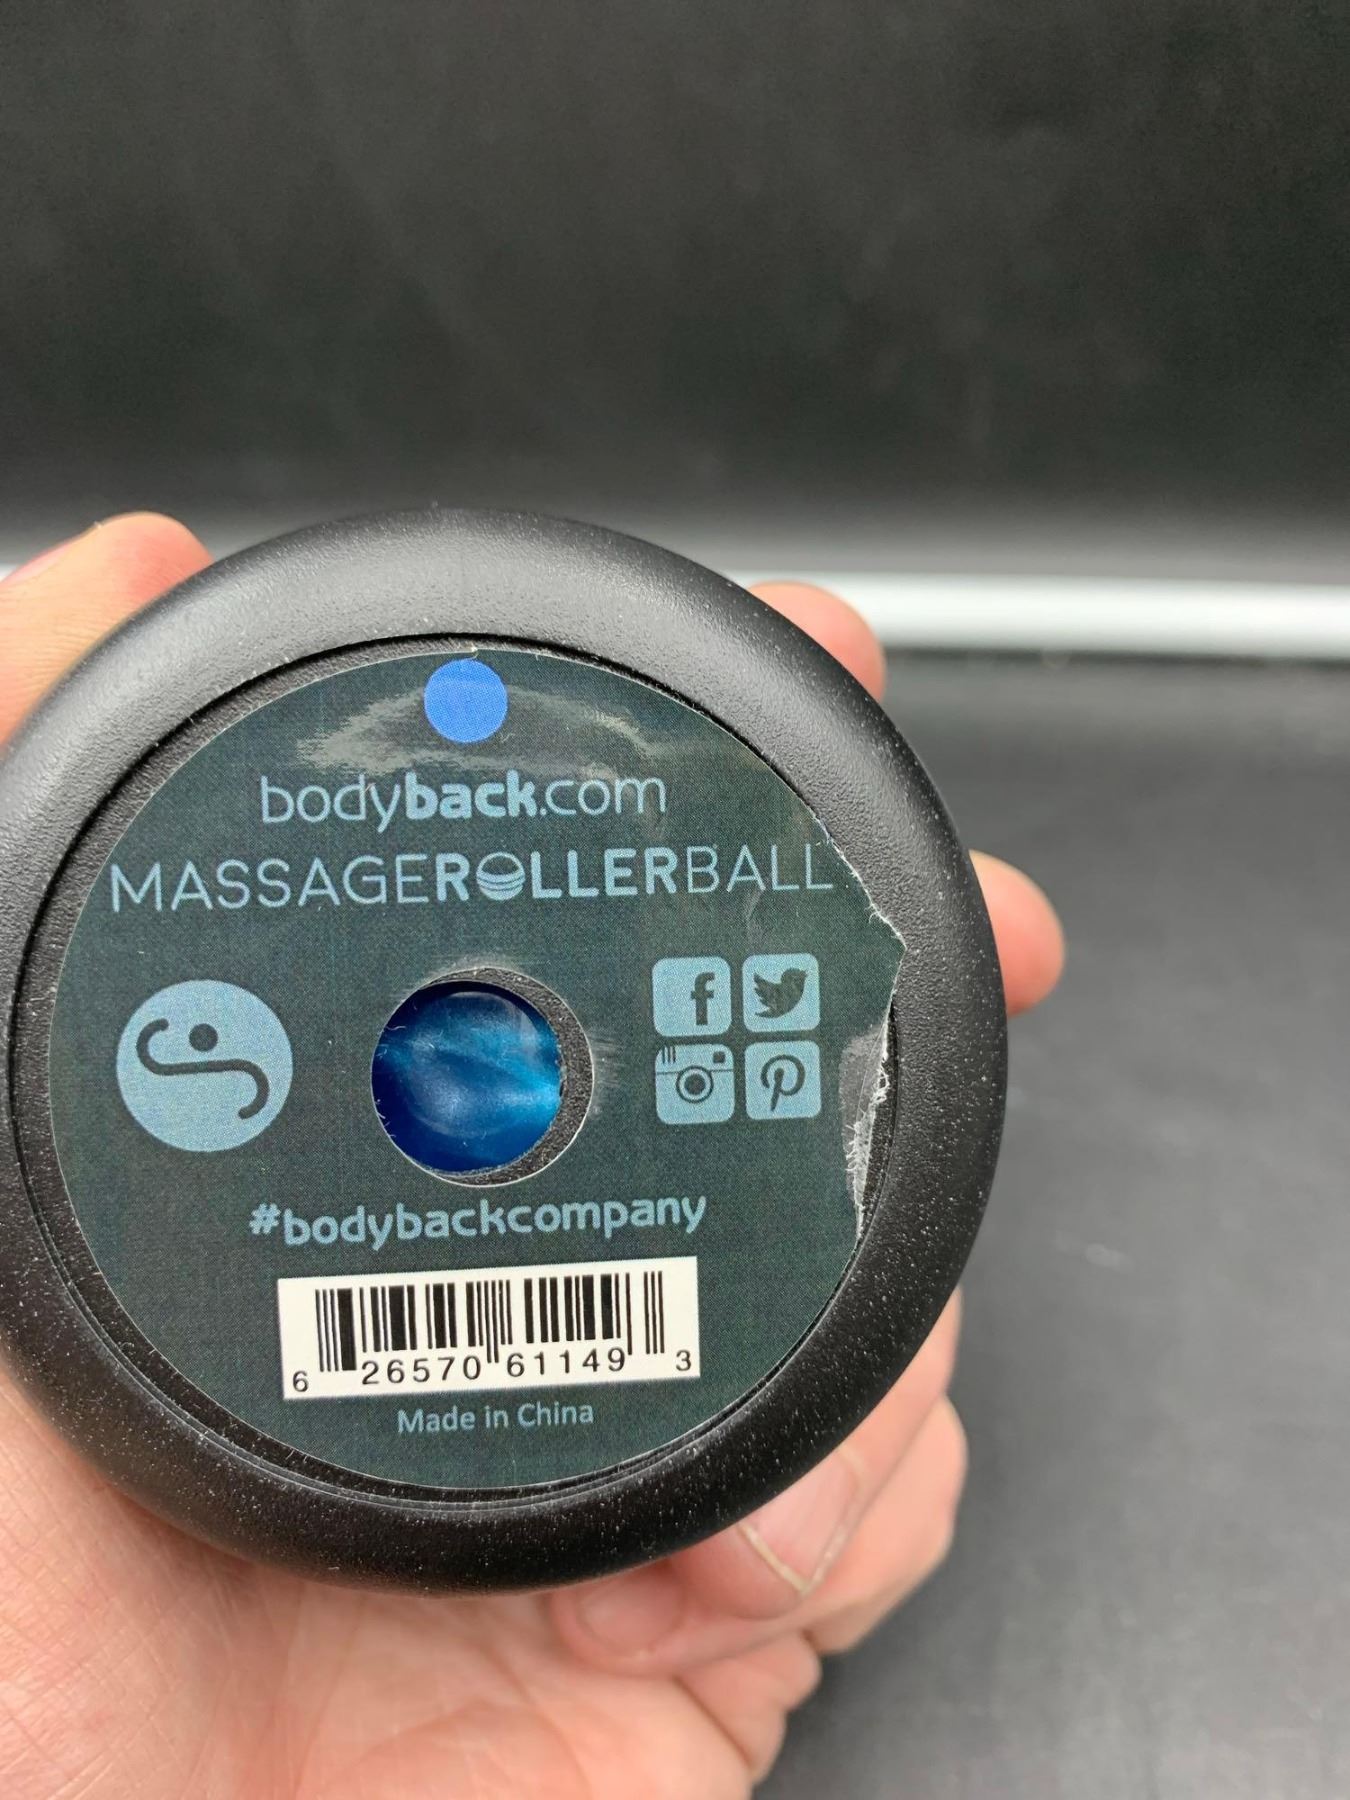 bodyback.com
MASSAGEROLLERBALL
#bodybackcompany
6 26570 61149 3
Made in China